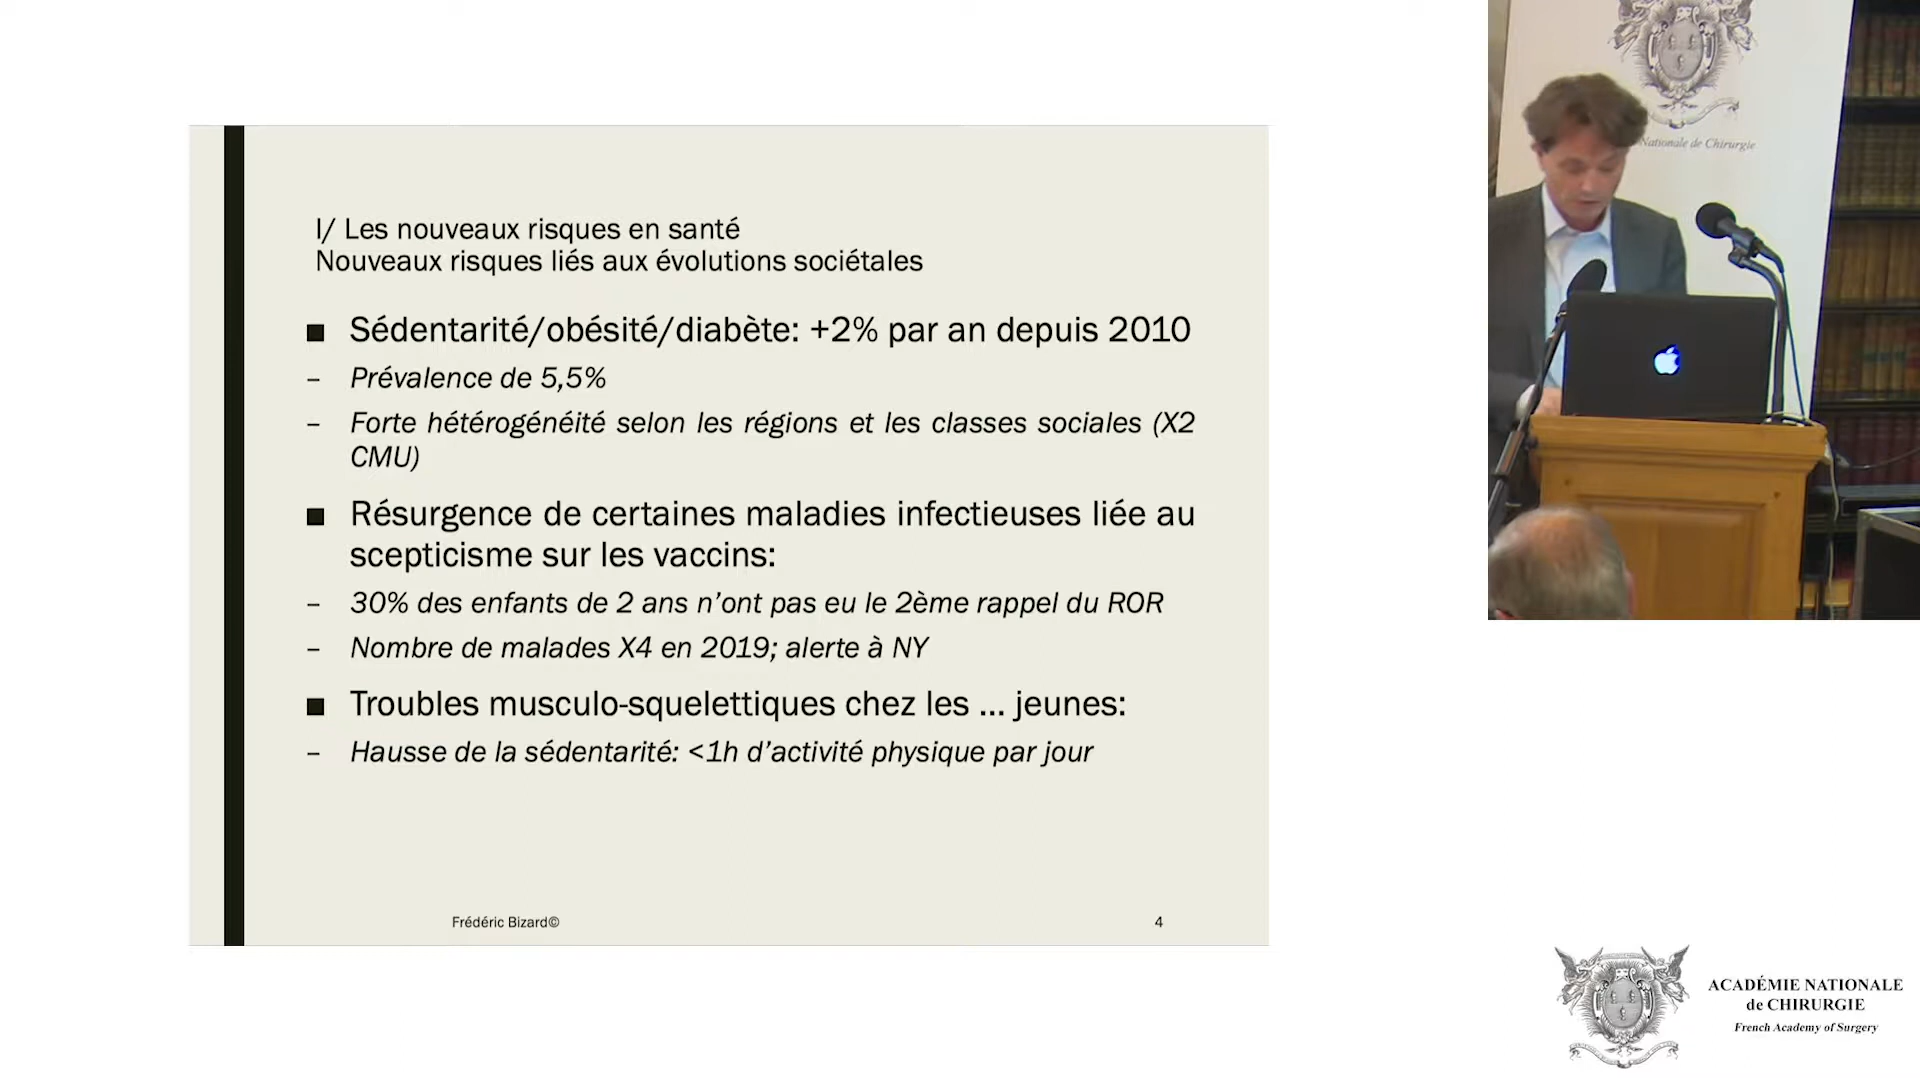 I/ Les nouveaux risques en santé
Nouveaux risques liés aux évolutions sociétales
■ Sédentarité/obésité/diabète: +2% par an depuis 2010
– Prévalence de 5,5%
– Forte hétérogénéité selon les régions et les classes sociales (X2
CMU)
■ Résurgence de certaines maladies infectieuses liée au
scepticisme sur les vaccins:
– 30% des enfants de 2 ans n’ont pas eu le 2ème rappel du ROR
– Nombre de malades X4 en 2019; alerte à NY
■ Troubles musculo-squelettiques chez les ... jeunes:
– Hausse de la sédentarité: <1h d’activité physique par jour
Frédéric Bizard©
4
Nationale de Chirurgie
ACADÉMIE NATIONALE
de CHIRURGIE
French Academy of Surgery